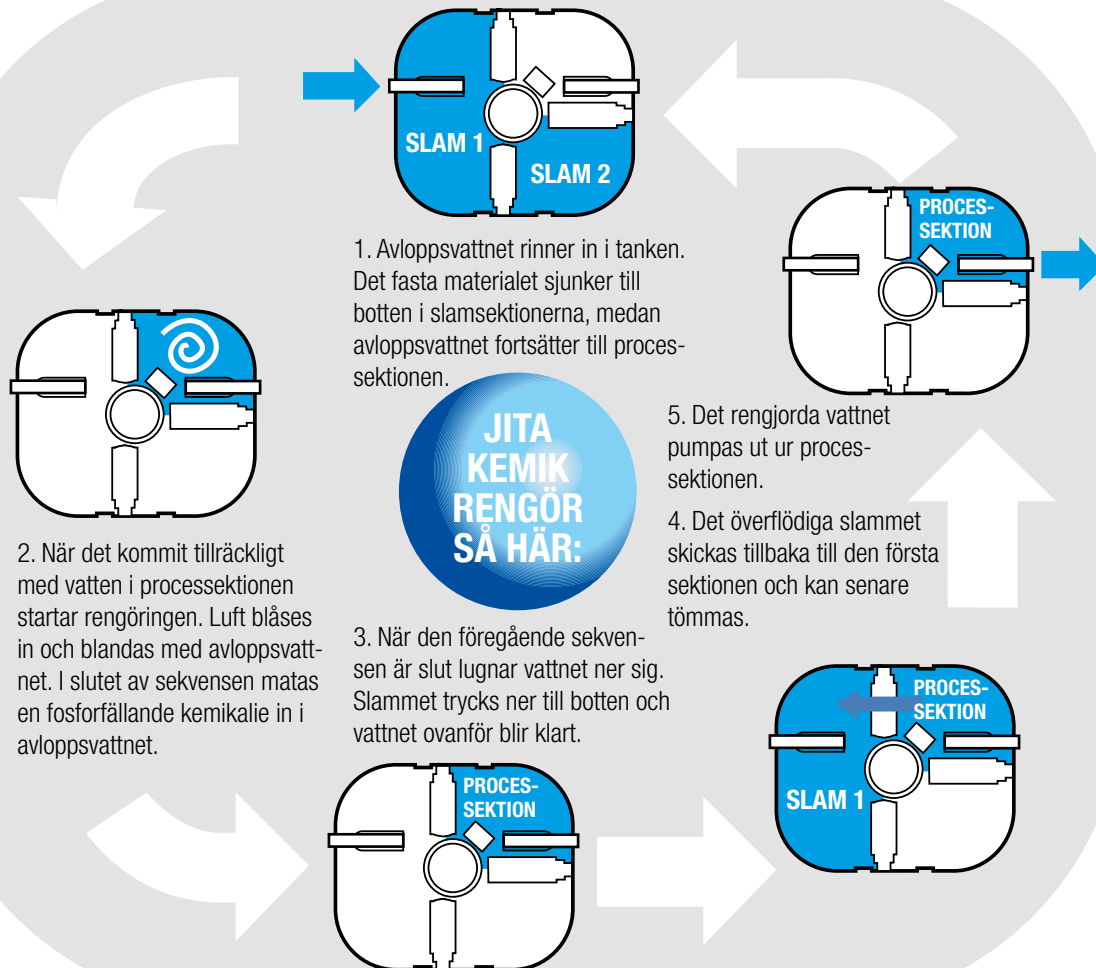 SLAM 1
SLAM 2
1. Avloppsvattnet rinner in i tanken.
Det fasta materialet sjunker till
botten i slamsektionerna, medan
avloppsvattnet fortsätter till proces-
sektionen.
2. När det kommit tillräckligt
med vatten i processektionen
startar rengöringen. Luft blåses
in och blandas med avloppsvatt-
net. I slutet av sekvensen matas
en fosforfällande kemikalie in i
avloppsvattnet.
JITA
KEMIK
RENGÖR
SÅ HÄR:
3. När den föregående sekven-
sen är slut lugnar vattnet ner sig.
Slammet trycks ner till botten och
vattnet ovanför blir klart.
PROCES-
SEKTION
PROCES-
SEKTION
5. Det rengjorda vattnet
pumpas ut ur proces-
sektionen.
4. Det överflödiga slammet
skickas tillbaka till den första
sektionen och kan senare
tömmas.
PROCES-
SEKTION
SLAM 1